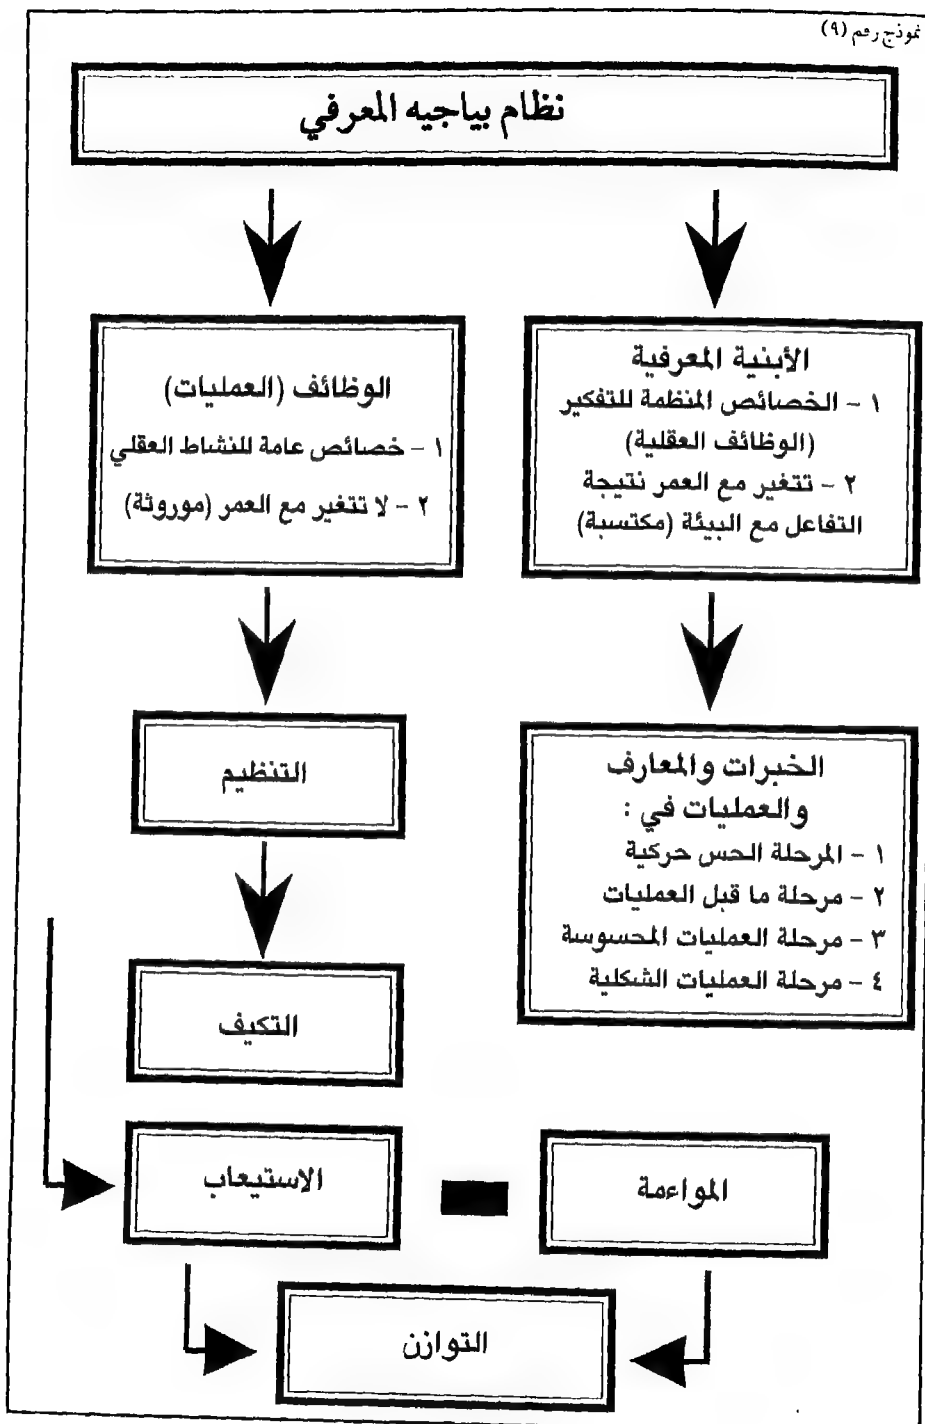 نموذج رقم (٩)
نظام بياجيه المعرفي
الأبنية المعرفية
١ - الخصائص المنظمة للتفكير
(الوظائف العقلية)
٢ - تتغير مع العمر نتيجة
التفاعل مع البيئة (مكتسبة)
الوظائف (العمليات)
١ - خصائص عامة للنشاط العقلي
٢ - لا تتغير مع العمر (موروثة)
الخبرات والمعارف
والعمليات في :
١ - المرحلة الحس حركية
٢ - مرحلة ما قبل العمليات
٣ - مرحلة العمليات المحسوسة
٤ - مرحلة العمليات الشكلية
التنظيم
التكيف
المواءمة
الاستيعاب
التوازن